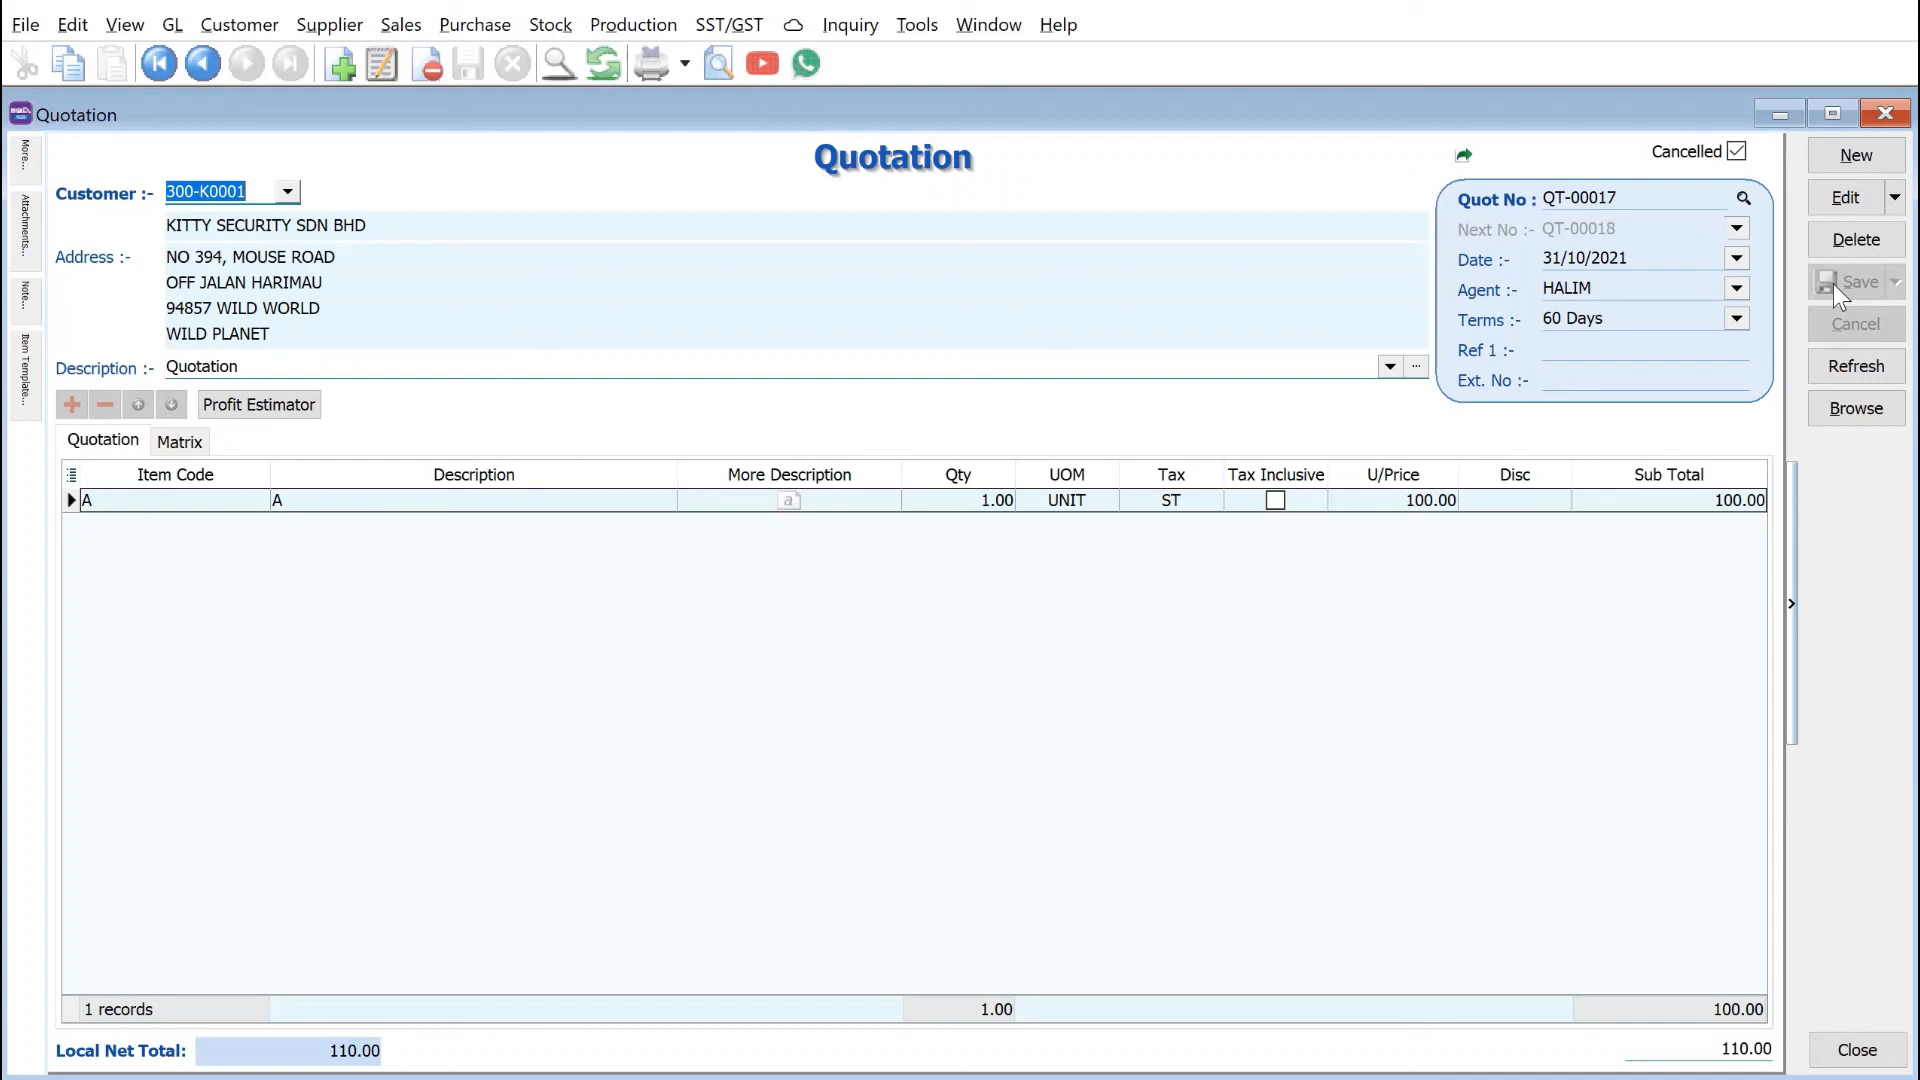 File Edit View GL Customer Supplier Sales Purchase Stock Production SST/GST Inquiry Tools Window Help
Quotation
Quotation
Cancelled
New
Customer :- 300-K0001
Quot No : QT-00017
Edit
KITTY SECURITY SDN BHD
Next No :- QT-00018
Delete
Address :- NO 394, MOUSE ROAD
Date :- 31/10/2021
OFF JALAN HARIMAU
Agent :- HALIM
Save
94857 WILD WORLD
Terms :- 60 Days
Cancel
WILD PLANET
Ref 1 :-
Description :- Quotation
...
Ext. No :-
Refresh
Browse
More...
Attachments...
Note...
Item Template...
Profit Estimator
Quotation Matrix
Item Code Description More Description Qty UOM Tax Tax Inclusive U/Price Disc Sub Total
A A a 1.00 UNIT ST 100.00 100.00
1 records 1.00 100.00
Local Net Total: 110.00 110.00
Close